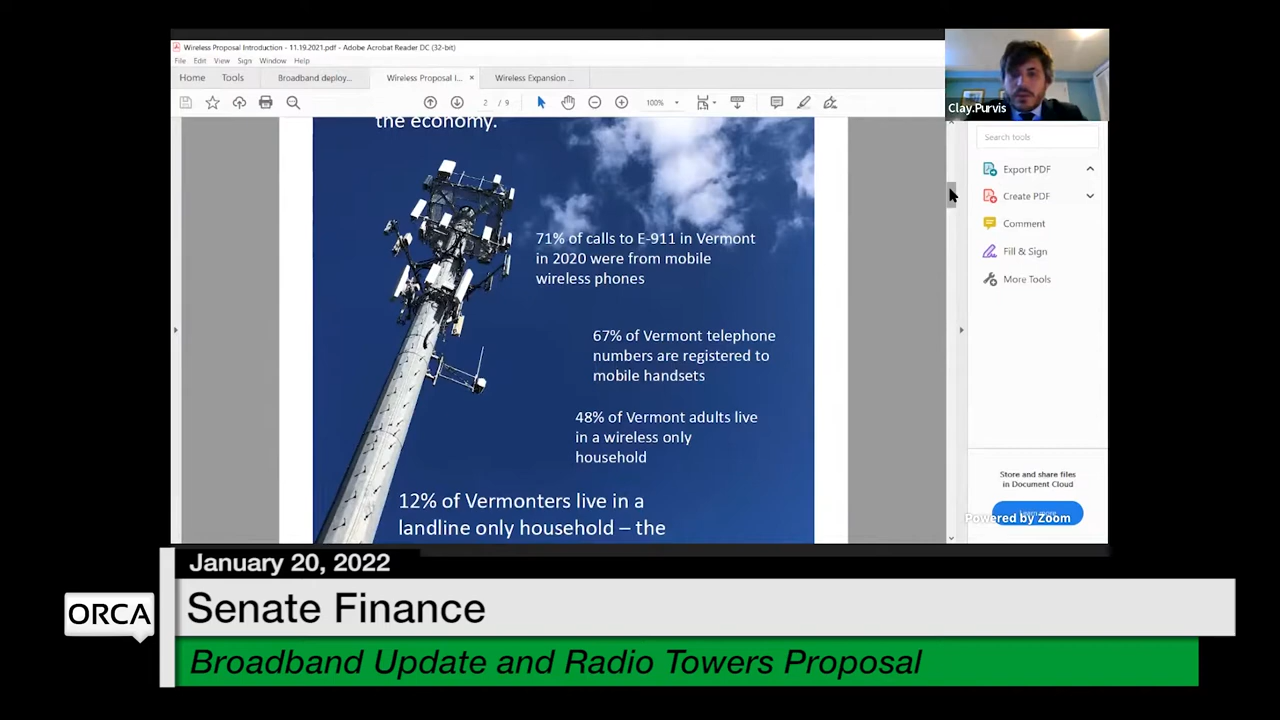 Wireless Proposal Introduction - 11.19.2021.pdf - Adobe Acrobat Reader DC (32-bit)
File Edit View Sign Window Help
Home Tools Broadband deploy... Wireless Proposal I... × Wireless Expansion ...
2 / 9 100%
Clay.Purvis
Search tools
Export PDF
Create PDF
Comment
Fill & Sign
More Tools
Store and share files
in Document Cloud
Powered by Zoom
the economy.
71% of calls to E-911 in Vermont
in 2020 were from mobile
wireless phones
67% of Vermont telephone
numbers are registered to
mobile handsets
48% of Vermont adults live
in a wireless only
household
12% of Vermonters live in a
landline only household – the
January 20, 2022
ORCA
Senate Finance
Broadband Update and Radio Towers Proposal